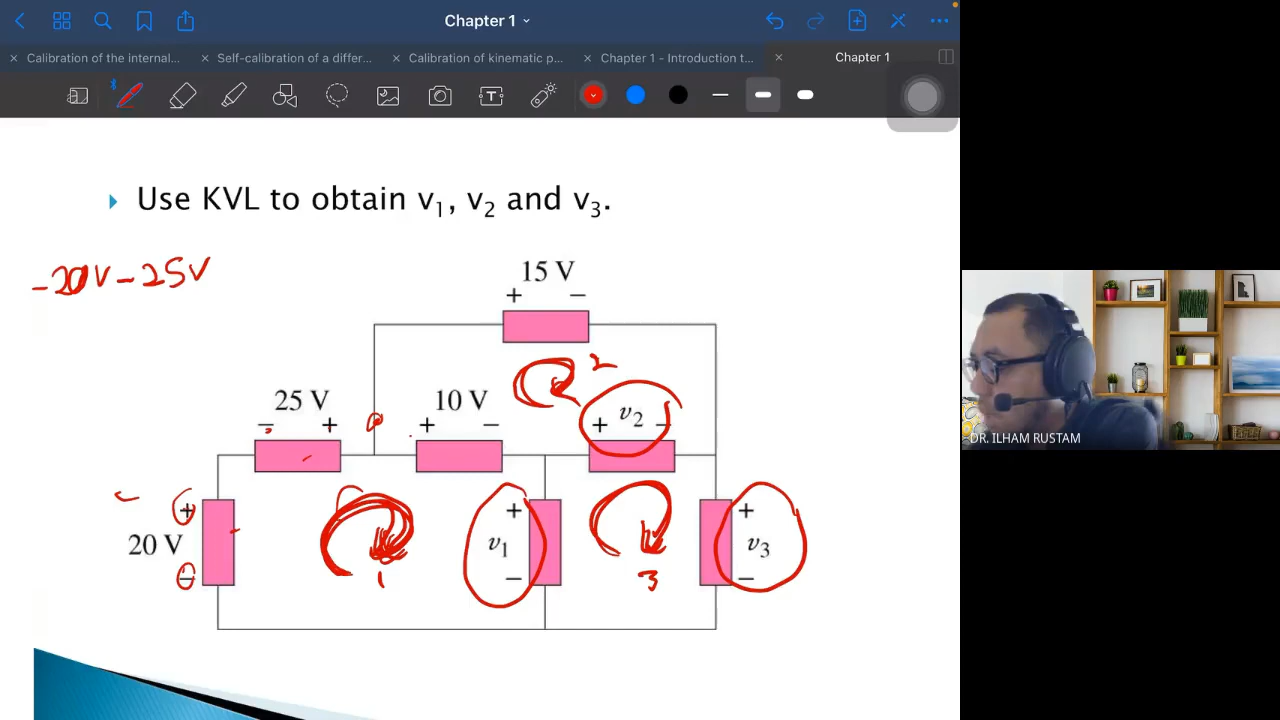 Chapter 1
Calibration of the internal...
Self-calibration of a differ...
Calibration of kinematic p...
Chapter 1 - Introduction t...
Chapter 1
T
Use KVL to obtain v₁, v₂ and v₃.
-20V-25V
15 V
+ −
2
25 V
− +
10 V
+ −
+ v₂ −
+
20 V
−
1
+
v₁
−
3
+
v₃
−
DR. ILHAM RUSTAM